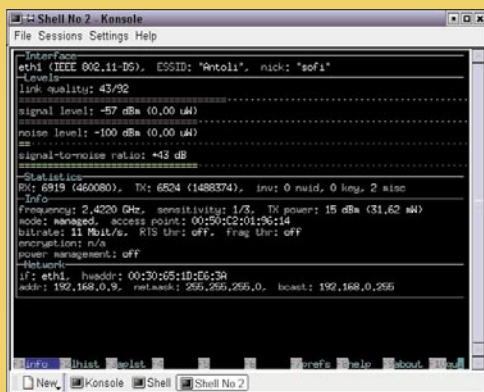 Shell No 2 - Konsole
File Sessions Settings Help
Interface
eth1 (IEEE 802.11-DS), ESSID: "Antoli", nick: "sofi"
Levels
link quality: 43/92
signal level: -57 dBm (0,00 uW)
noise level: -100 dBm (0,00 uW)
signal-to-noise ratio: +43 dB
Statistics
RX: 6919 (460080), TX: 6524 (1488374), inv: 0 nwid, 0 key, 2 misc
Info
frequency: 2,4220 GHz, sensitivity: 1/3, TX power: 15 dBm (31,62 mW)
mode: managed, access point: 00:50:C2:01:96:14
bitrate: 11 Mbit/s, RTS thr: off, frag thr: off
encryption: n/a
power management: off
Network
if: eth1, hwaddr: 00:30:65:1D:E6:3A
addr: 192.168.0.9, netmask: 255.255.255.0, bcast: 192.168.0.255
info lhist aplst prefs help about quit
New Konsole Shell Shell No 2